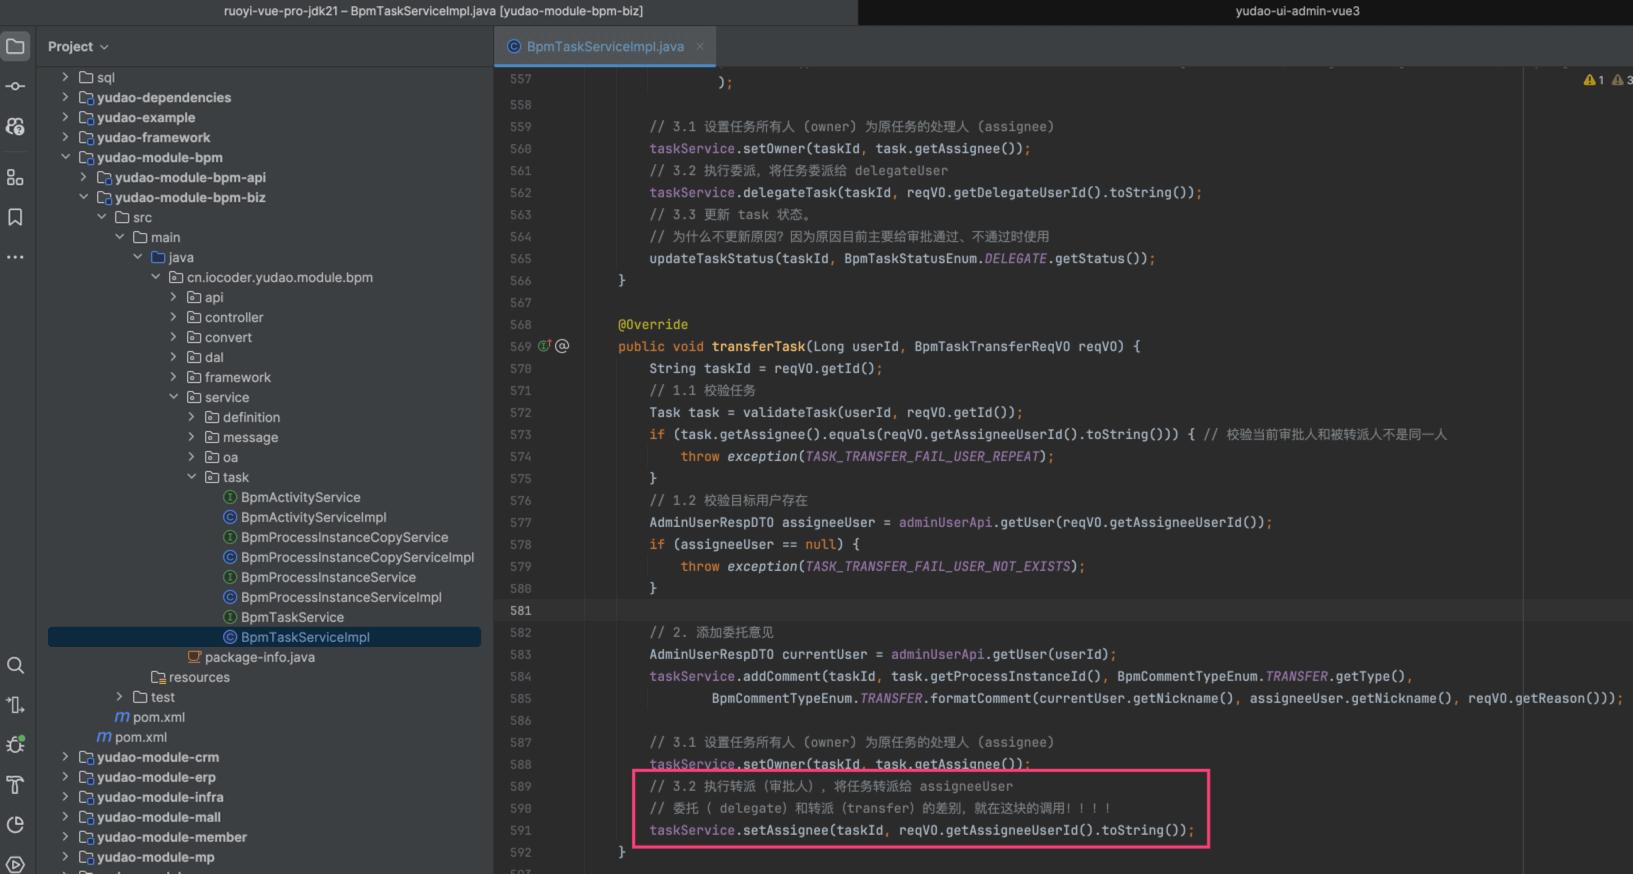 ruoyi-vue-pro-jdk21 – BpmTaskServiceImpl.java [yudao-module-bpm-biz]
yudao-ui-admin-vue3
Project
BpmTaskServiceImpl.java
sql
yudao-dependencies
yudao-example
yudao-framework
yudao-module-bpm
yudao-module-bpm-api
yudao-module-bpm-biz
src
main
java
cn.iocoder.yudao.module.bpm
api
controller
convert
dal
framework
service
definition
message
oa
task
BpmActivityService
BpmActivityServiceImpl
BpmProcessInstanceCopyService
BpmProcessInstanceCopyServiceImpl
BpmProcessInstanceService
BpmProcessInstanceServiceImpl
BpmTaskService
BpmTaskServiceImpl
package-info.java
resources
test
pom.xml
pom.xml
yudao-module-crm
yudao-module-erp
yudao-module-infra
yudao-module-mall
yudao-module-member
yudao-module-mp
1 3
557 );
558
559 // 3.1 设置任务所有人 (owner) 为原任务的处理人 (assignee)
560 taskService.setOwner(taskId, task.getAssignee());
561 // 3.2 执行委派，将任务委派给 delegateUser
562 taskService.delegateTask(taskId, reqVO.getDelegateUserId().toString());
563 // 3.3 更新 task 状态。
564 // 为什么不更新原因？因为原因目前主要给审批通过、不通过时使用
565 updateTaskStatus(taskId, BpmTaskStatusEnum.DELEGATE.getStatus());
566 }
567
568 @Override
569 public void transferTask(Long userId, BpmTaskTransferReqVO reqVO) {
570 String taskId = reqVO.getId();
571 // 1.1 校验任务
572 Task task = validateTask(userId, reqVO.getId());
573 if (task.getAssignee().equals(reqVO.getAssigneeUserId().toString())) { // 校验当前审批人和被转派人不是同一人
574 throw exception(TASK_TRANSFER_FAIL_USER_REPEAT);
575 }
576 // 1.2 校验目标用户存在
577 AdminUserRespDTO assigneeUser = adminUserApi.getUser(reqVO.getAssigneeUserId());
578 if (assigneeUser == null) {
579 throw exception(TASK_TRANSFER_FAIL_USER_NOT_EXISTS);
580 }
581
582 // 2. 添加委托意见
583 AdminUserRespDTO currentUser = adminUserApi.getUser(userId);
584 taskService.addComment(taskId, task.getProcessInstanceId(), BpmCommentTypeEnum.TRANSFER.getType(),
585 BpmCommentTypeEnum.TRANSFER.formatComment(currentUser.getNickname(), assigneeUser.getNickname(), reqVO.getReason()));
586
587 // 3.1 设置任务所有人 (owner) 为原任务的处理人 (assignee)
588 taskService.setOwner(taskId, task.getAssignee());
589 // 3.2 执行转派（审批人），将任务转派给 assigneeUser
590 // 委托（ delegate）和转派（transfer）的差别，就在这块的调用！！！！
591 taskService.setAssignee(taskId, reqVO.getAssigneeUserId().toString());
592 }